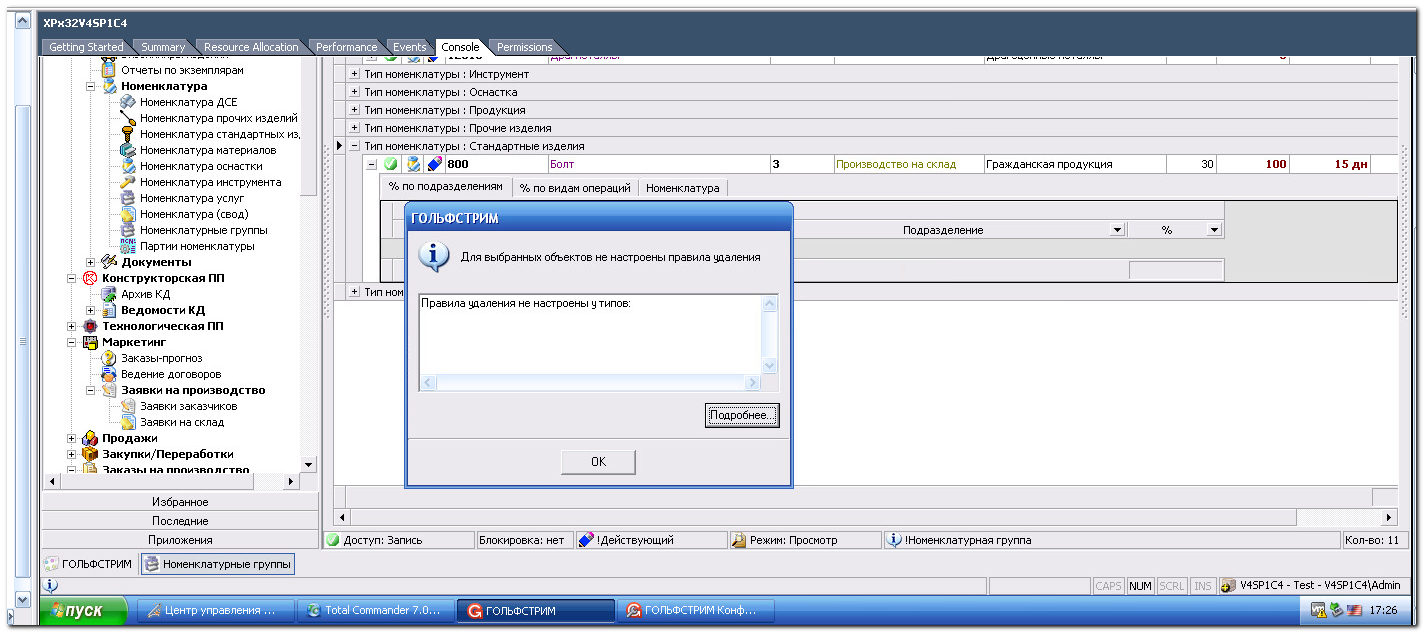 XPx32V4SP1C4
Getting Started Summary Resource Allocation Performance Events Console Permissions
Отчеты по экземплярам
Номенклатура
Номенклатура ДСЕ
Номенклатура прочих изделий
Номенклатура стандартных из
Номенклатура материалов
Номенклатура оснастки
Номенклатура инструмента
Номенклатура услуг
Номенклатура (свод)
Номенклатурные группы
Партии номенклатуры
Документы
Конструкторская ПП
Архив КД
Ведомости КД
Технологическая ПП
Маркетинг
Заказы-прогноз
Ведение договоров
Заявки на производство
Заявки заказчиков
Заявки на склад
Продажи
Закупки/Переработки
Заказы на производство
Избранное
Последние
Приложения
Тип номенклатуры : Инструмент
Тип номенклатуры : Оснастка
Тип номенклатуры : Продукция
Тип номенклатуры : Прочие изделия
Тип номенклатуры : Стандартные изделия
800 Болт 3 Производство на склад Гражданская продукция 30 100 15 дн
% по подразделениям % по видам операций Номенклатура
Подразделение %
Тип ном
ГОЛЬФСТРИМ
Для выбранных объектов не настроены правила удаления
Правила удаления не настроены у типов:
Подробнее...
OK
Доступ: Запись Блокировка: нет !Действующий Режим: Просмотр !Номенклатурная группа Кол-во: 11
ГОЛЬФСТРИМ Номенклатурные группы
CAPS NUM SCRL INS V4SP1C4 - Test - V4SP1C4\Admin
пуск Центр управления ... Total Commander 7.0... ГОЛЬФСТРИМ ГОЛЬФСТРИМ Конф... 17:26